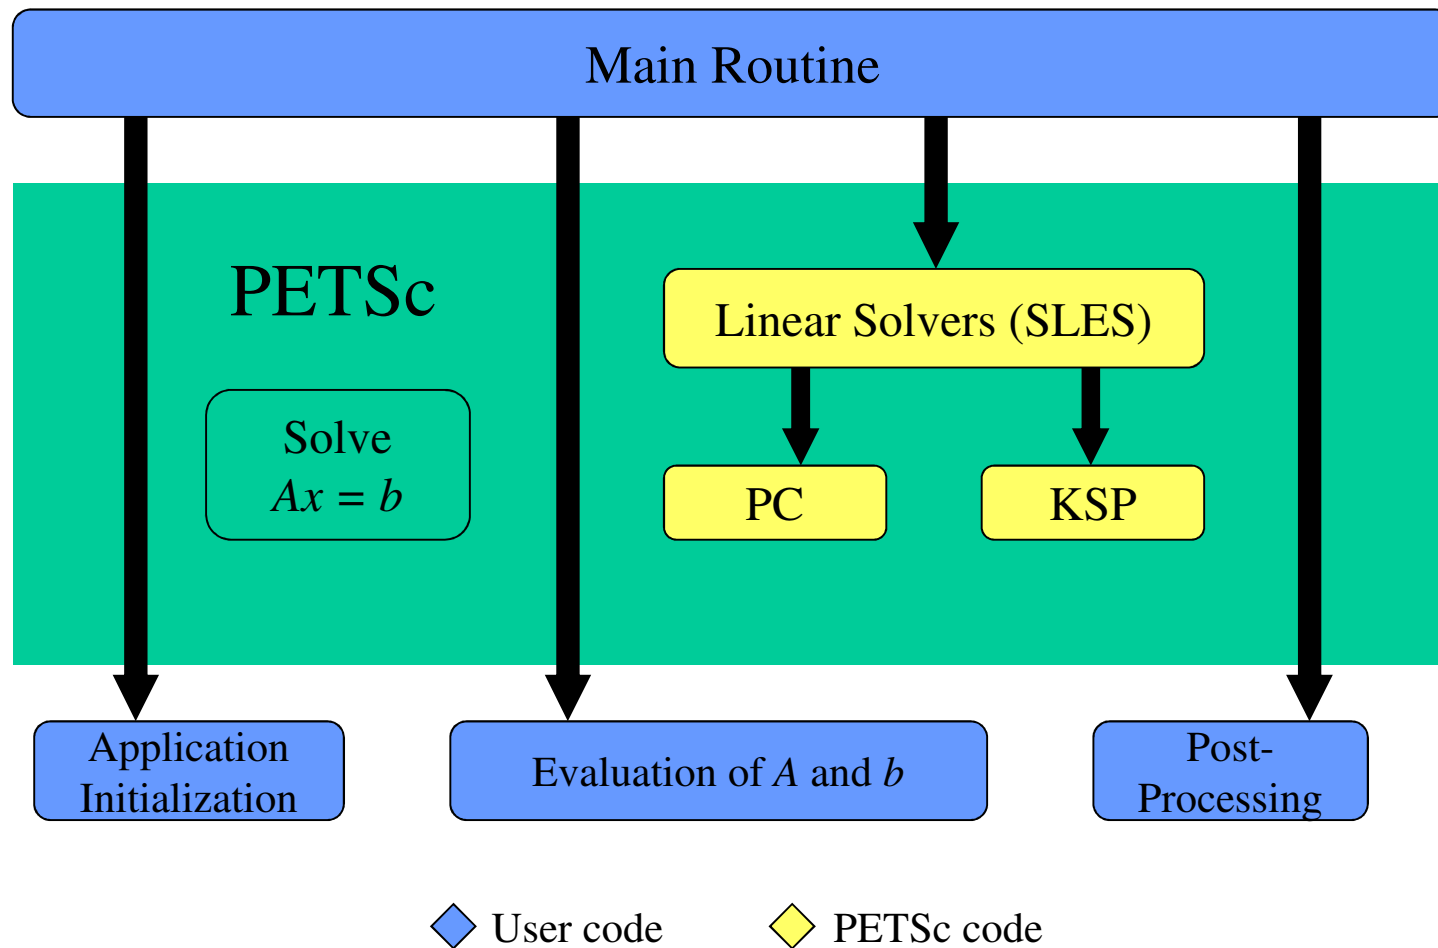 Main Routine
PETSc
Linear Solvers (SLES)
Solve
Ax = b
PC
KSP
Application
Initialization
Evaluation of A and b
Post-
Processing
User code
PETSc code